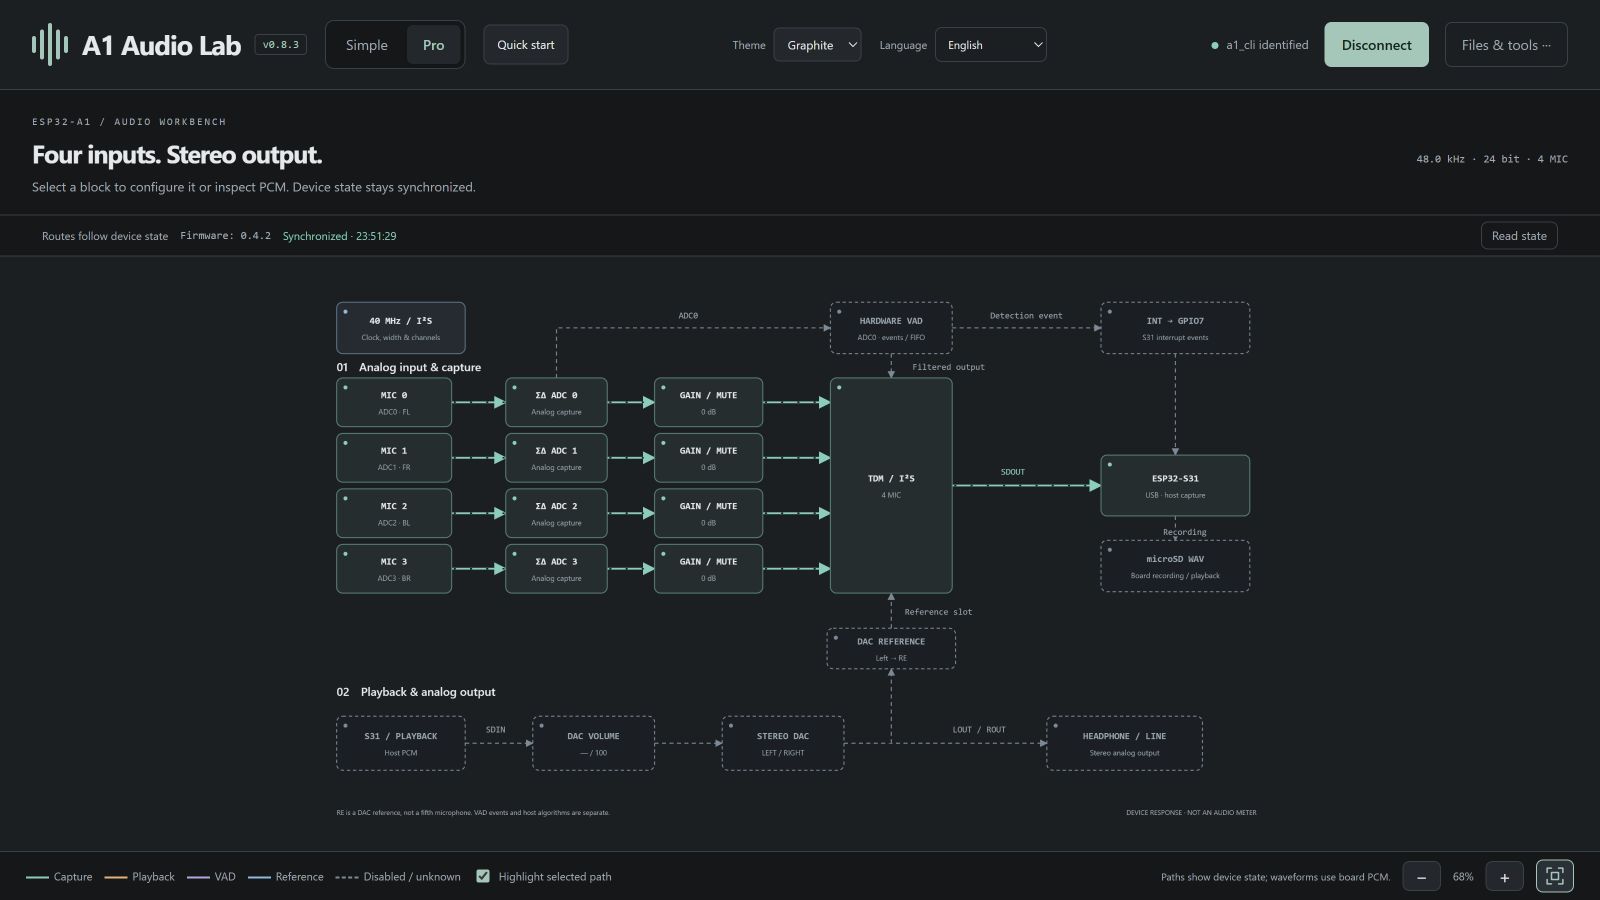 A1 Audio Lab
v0.8.3
Simple
Pro
Quick start
Theme
Graphite
Language
English
a1_cli identified
Disconnect
Files & tools ···
ESP32-A1 / AUDIO WORKBENCH
Four inputs. Stereo output.
48.0 kHz · 24 bit · 4 MIC
Select a block to configure it or inspect PCM. Device state stays synchronized.
Routes follow device state
Firmware: 0.4.2
Synchronized · 23:51:29
Read state
40 MHz / I²S
Clock, width & channels
ADC0
HARDWARE VAD
ADC0 · events / FIFO
Detection event
INT → GPIO7
S31 interrupt events
01 Analog input & capture
Filtered output
MIC 0
ADC0 · FL
ΣΔ ADC 0
Analog capture
GAIN / MUTE
0 dB
MIC 1
ADC1 · FR
ΣΔ ADC 1
Analog capture
GAIN / MUTE
0 dB
MIC 2
ADC2 · BL
ΣΔ ADC 2
Analog capture
GAIN / MUTE
0 dB
MIC 3
ADC3 · BR
ΣΔ ADC 3
Analog capture
GAIN / MUTE
0 dB
TDM / I²S
4 MIC
SDOUT
ESP32-S31
USB · host capture
Recording
microSD WAV
Board recording / playback
Reference slot
DAC REFERENCE
Left → RE
02 Playback & analog output
S31 / PLAYBACK
Host PCM
SDIN
DAC VOLUME
— / 100
STEREO DAC
LEFT / RIGHT
LOUT / ROUT
HEADPHONE / LINE
Stereo analog output
RE is a DAC reference, not a fifth microphone. VAD events and host algorithms are separate.
DEVICE RESPONSE · NOT AN AUDIO METER
Capture
Playback
VAD
Reference
Disabled / unknown
Highlight selected path
Paths show device state; waveforms use board PCM.
−
68%
+